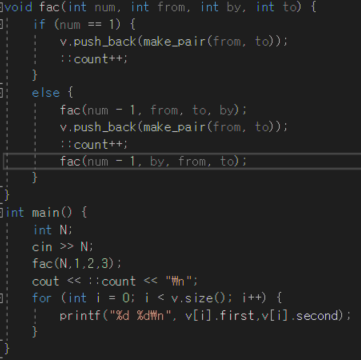 void fac(int num, int from, int by, int to) {
if (num == 1) {
v.push_back(make_pair(from, to));
::count++;
}
else {
fac(num - 1, from, to, by);
v.push_back(make_pair(from, to));
::count++;
fac(num - 1, by, from, to);
}
}
int main() {
int N;
cin >> N;
fac(N,1,2,3);
cout << ::count << "₩n";
for (int i = 0; i < v.size(); i++) {
printf("%d %d₩n", v[i].first,v[i].second);
}
}